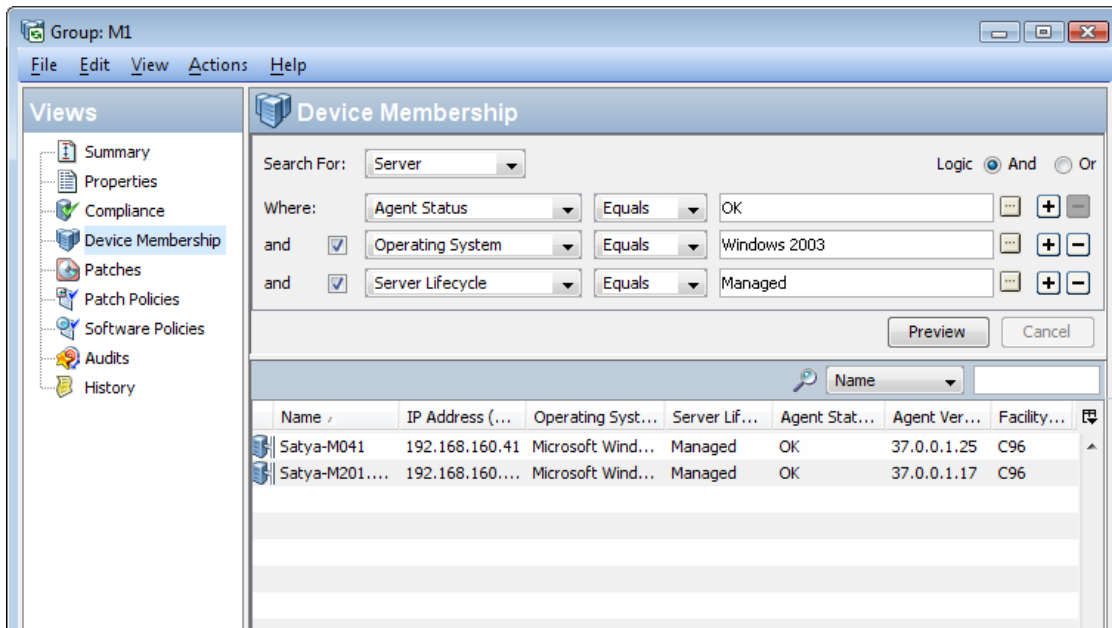 Group: M1
File Edit View Actions Help
Views
Summary
Properties
Compliance
Device Membership
Patches
Patch Policies
Software Policies
Audits
History
Device Membership
Search For: Server Logic And Or
Where: Agent Status Equals OK
and Operating System Equals Windows 2003
and Server Lifecycle Equals Managed
Preview Cancel
Name
Name IP Address (... Operating Syst... Server Lif... Agent Stat... Agent Ver... Facility...
Satya-M041 192.168.160.41 Microsoft Wind... Managed OK 37.0.0.1.25 C96
Satya-M201.... 192.168.160.... Microsoft Wind... Managed OK 37.0.0.1.17 C96